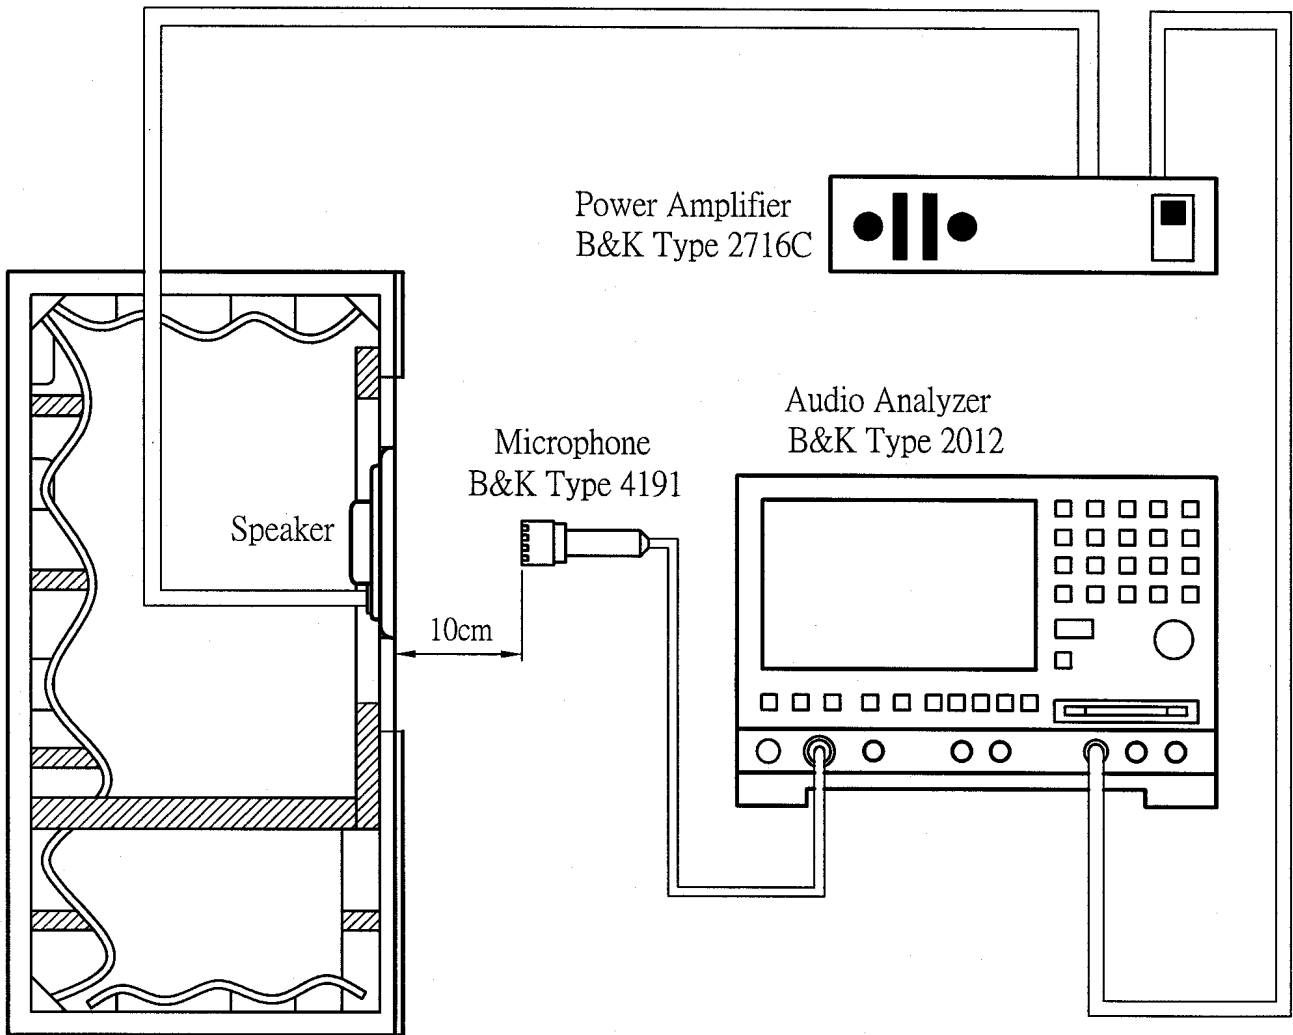 Power Amplifier
B&K Type 2716C
Audio Analyzer
B&K Type 2012
Microphone
B&K Type 4191
Speaker
10cm